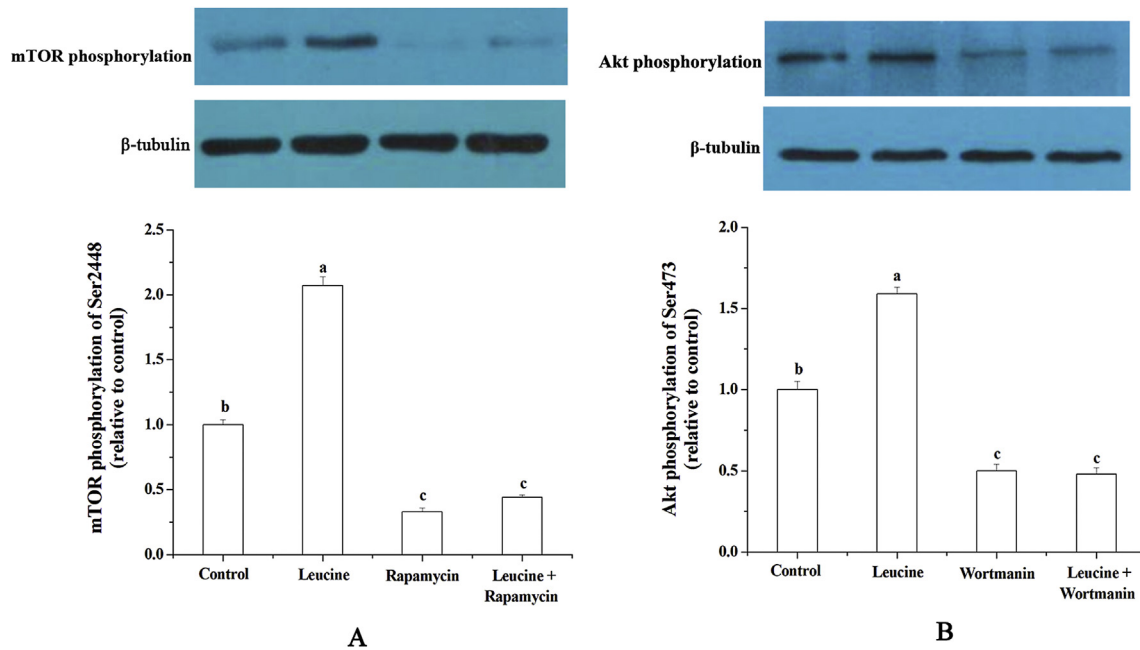 mTOR phosphorylation
β-tubulin
mTOR phosphorylation of Ser2448
(relative to control)
2.5
2.0
1.5
1.0
0.5
0.0
b
a
c
c
Control
Leucine
Rapamycin
Leucine +
Rapamycin
A
Akt phosphorylation
β-tubulin
Akt phosphorylation of Ser473
(relative to control)
2.0
1.5
1.0
0.5
0.0
b
a
c
c
Control
Leucine
Wortmanin
Leucine +
Wortmanin
B